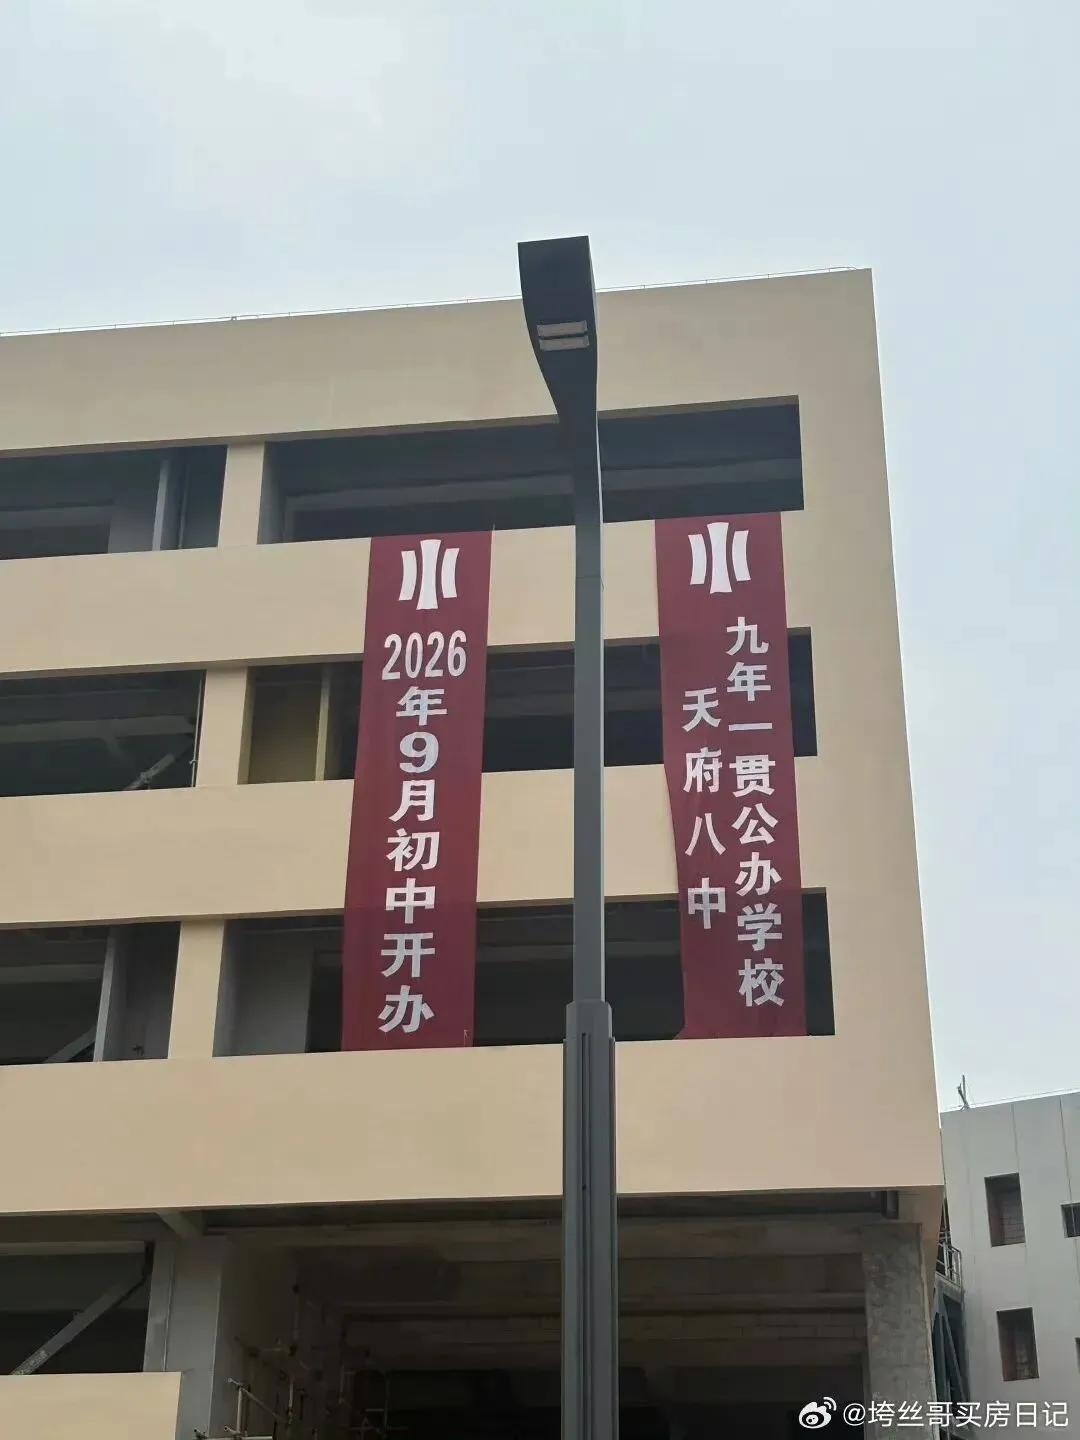 2026年9月初中开办
九年一贯公办学校
天府八中
@垮丝哥买房日记